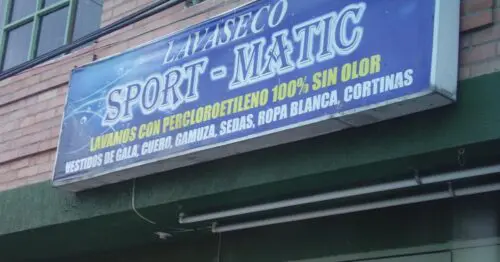 LAVASECO
SPORT - MATIC
LAVAMOS CON PERCLOROETILENO 100% SIN OLOR
VESTIDOS DE GALA, CUERO, GAMUZA, SEDAS, ROPA BLANCA, CORTINAS